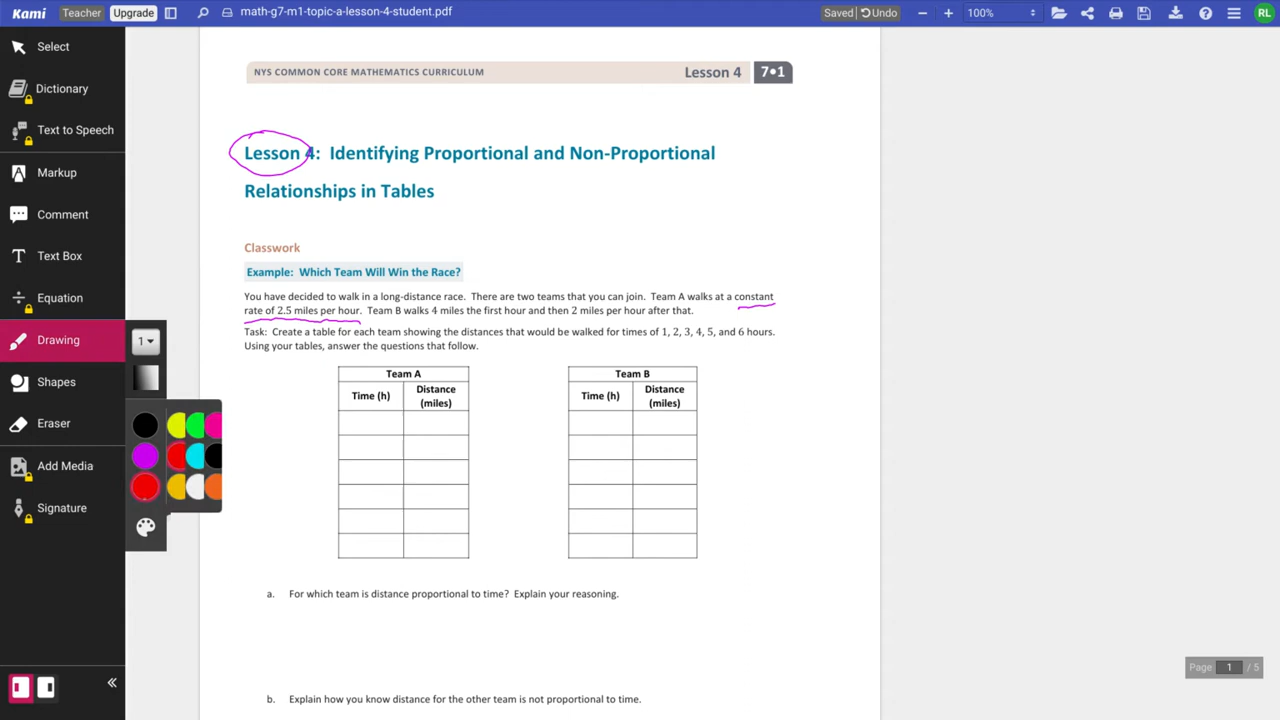 Kami Teacher Upgrade math-g7-m1-topic-a-lesson-4-student.pdf Saved Undo 100% RL
Select
Dictionary
Text to Speech
Markup
Comment
Text Box
Equation
Drawing
1
Shapes
Eraser
Add Media
Signature
NYS COMMON CORE MATHEMATICS CURRICULUM Lesson 4 7•1
Lesson 4: Identifying Proportional and Non-Proportional
Relationships in Tables
Classwork
Example: Which Team Will Win the Race?
You have decided to walk in a long-distance race. There are two teams that you can join. Team A walks at a constant
rate of 2.5 miles per hour. Team B walks 4 miles the first hour and then 2 miles per hour after that.
Task: Create a table for each team showing the distances that would be walked for times of 1, 2, 3, 4, 5, and 6 hours.
Using your tables, answer the questions that follow.
Team A
Time (h) Distance
(miles)
Team B
Time (h) Distance
(miles)
a. For which team is distance proportional to time? Explain your reasoning.
b. Explain how you know distance for the other team is not proportional to time.
Page 1 / 5